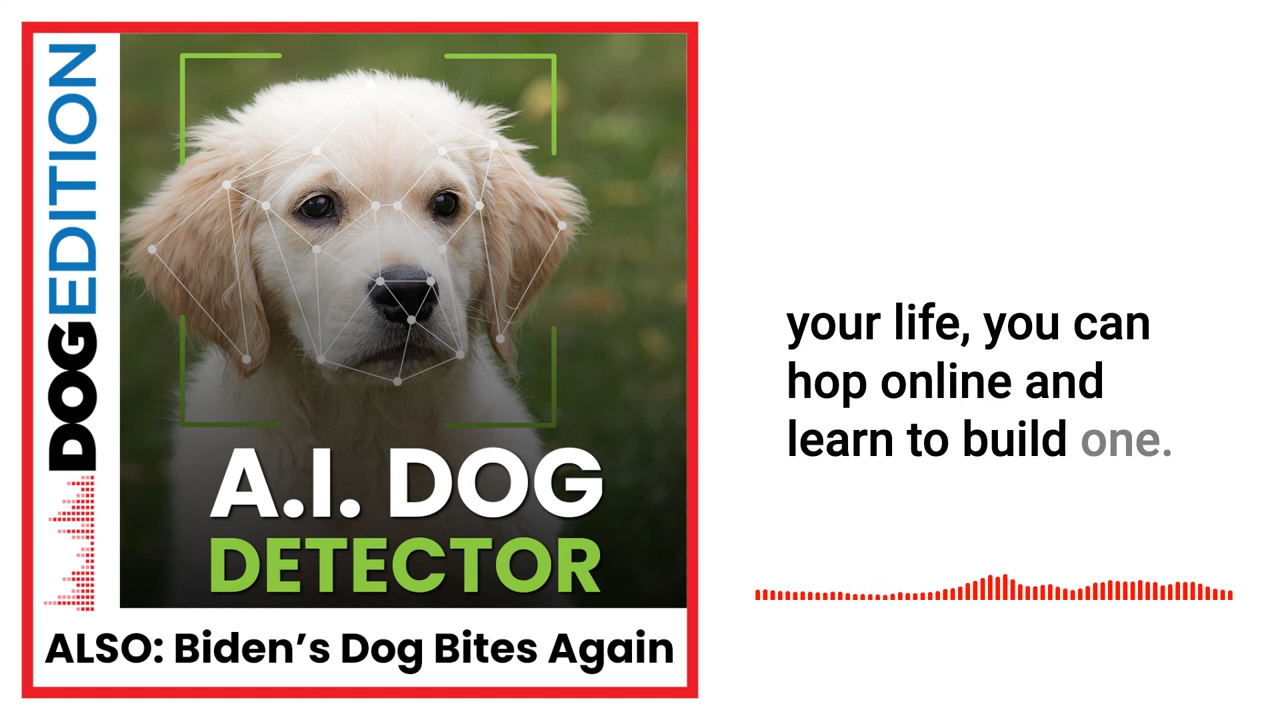 DOGEDITION
A.I. DOG
DETECTOR
ALSO: Biden’s Dog Bites Again
your life, you can
hop online and
learn to build one.